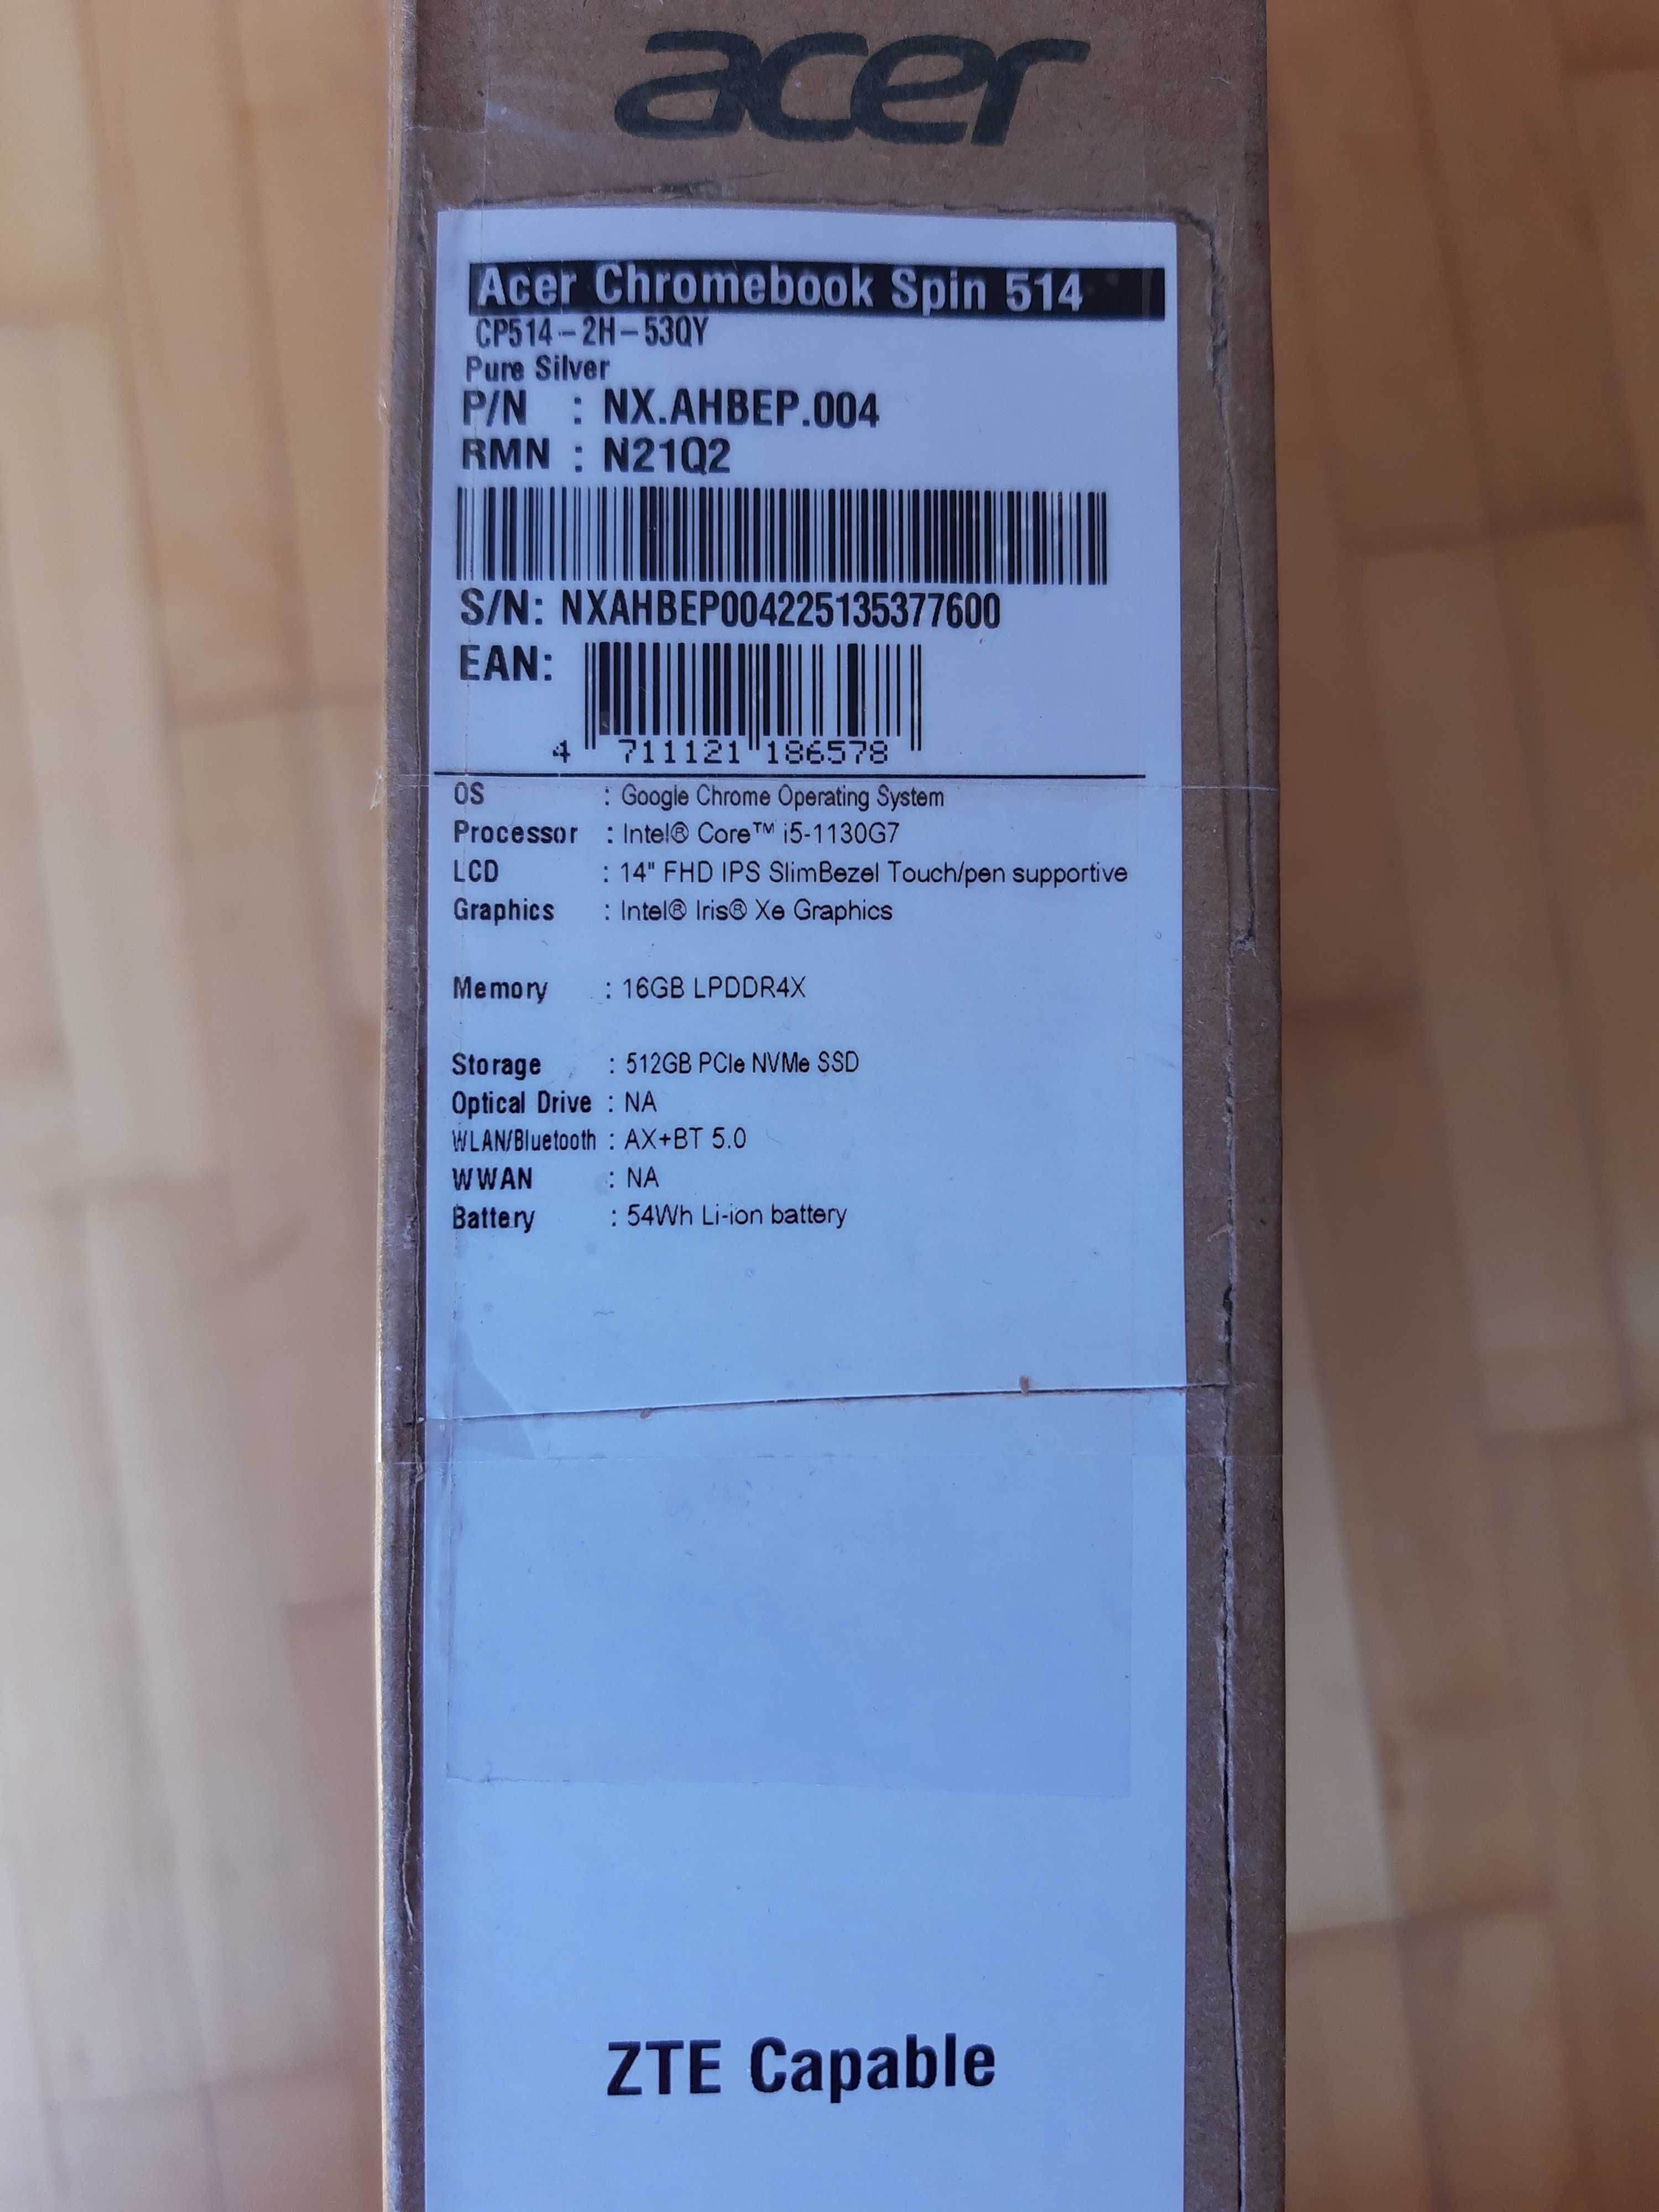 acer
Acer Chromebook Spin 514
CP514-2H-53QY
Pure Silver
P/N : NX.AHBEP.004
RMN : N21Q2
S/N: NXAHBEP004225135377600
EAN:
4 711121 186578
OS : Google Chrome Operating System
Processor : Intel® Core™ i5-1130G7
LCD : 14" FHD IPS SlimBezel Touch/pen supportive
Graphics : Intel® Iris® Xe Graphics
Memory : 16GB LPDDR4X
Storage : 512GB PCIe NVMe SSD
Optical Drive : NA
WLAN/Bluetooth : AX+BT 5.0
WWAN : NA
Battery : 54Wh Li-ion battery
ZTE Capable